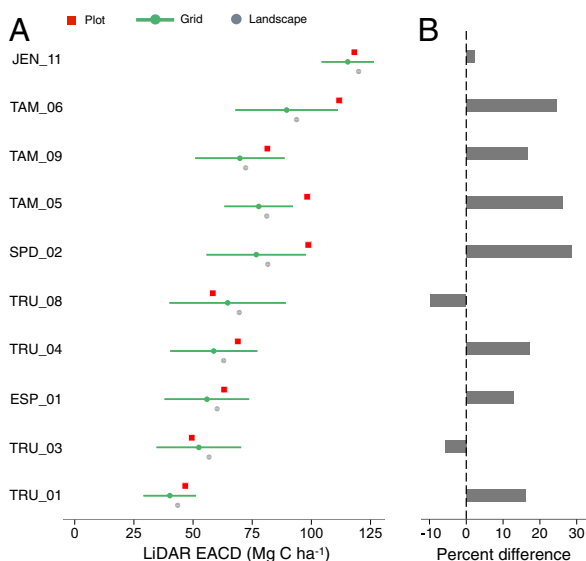 A
Plot
Grid
Landscape
B
JEN_11
TAM_06
TAM_09
TAM_05
SPD_02
TRU_08
TRU_04
ESP_01
TRU_03
TRU_01
0 25 50 75 100 125
LiDAR EACD (Mg C ha⁻¹)
-10 0 10 20 30
Percent difference